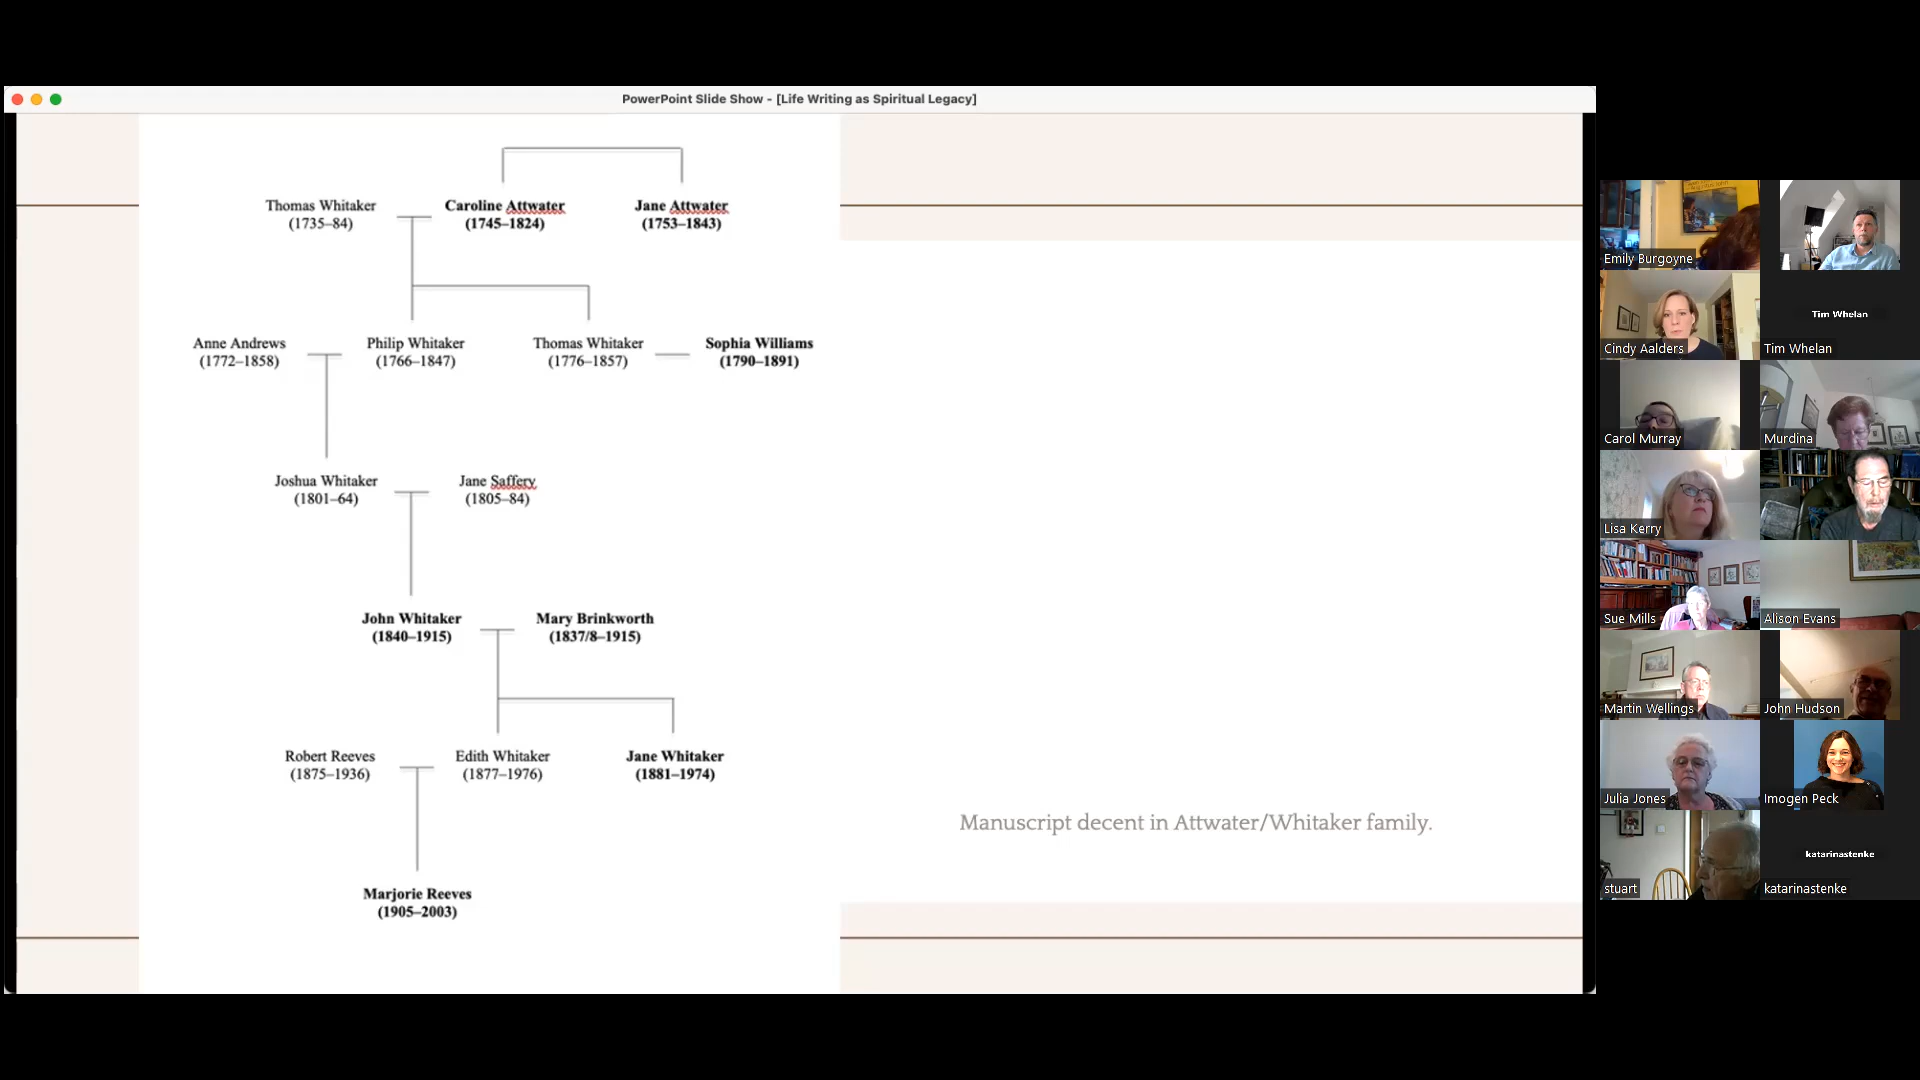 PowerPoint Slide Show - [Life Writing as Spiritual Legacy]
Thomas Whitaker
(1735–84)
Caroline Attwater
(1745–1824)
Jane Attwater
(1753–1843)
Anne Andrews
(1772–1858)
Philip Whitaker
(1766–1847)
Thomas Whitaker
(1776–1857)
Sophia Williams
(1790–1891)
Joshua Whitaker
(1801–64)
Jane Saffery
(1805–84)
John Whitaker
(1840–1915)
Mary Brinkworth
(1837/8–1915)
Robert Reeves
(1875–1936)
Edith Whitaker
(1877–1976)
Jane Whitaker
(1881–1974)
Marjorie Reeves
(1905–2003)
Manuscript decent in Attwater/Whitaker family.
Emily Burgoyne
Cindy Aalders
Tim Whelan
Tim Whelan
Carol Murray
Murdina
Lisa Kerry
Sue Mills
Alison Evans
Martin Wellings
John Hudson
Julia Jones
Imogen Peck
stuart
katarinastenke
katarinastenke